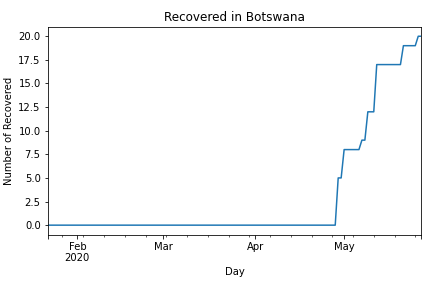 Recovered in Botswana
20.0
17.5
15.0
12.5
10.0
7.5
5.0
2.5
0.0
Number of Recovered
Feb
2020
Mar
Apr
May
Day